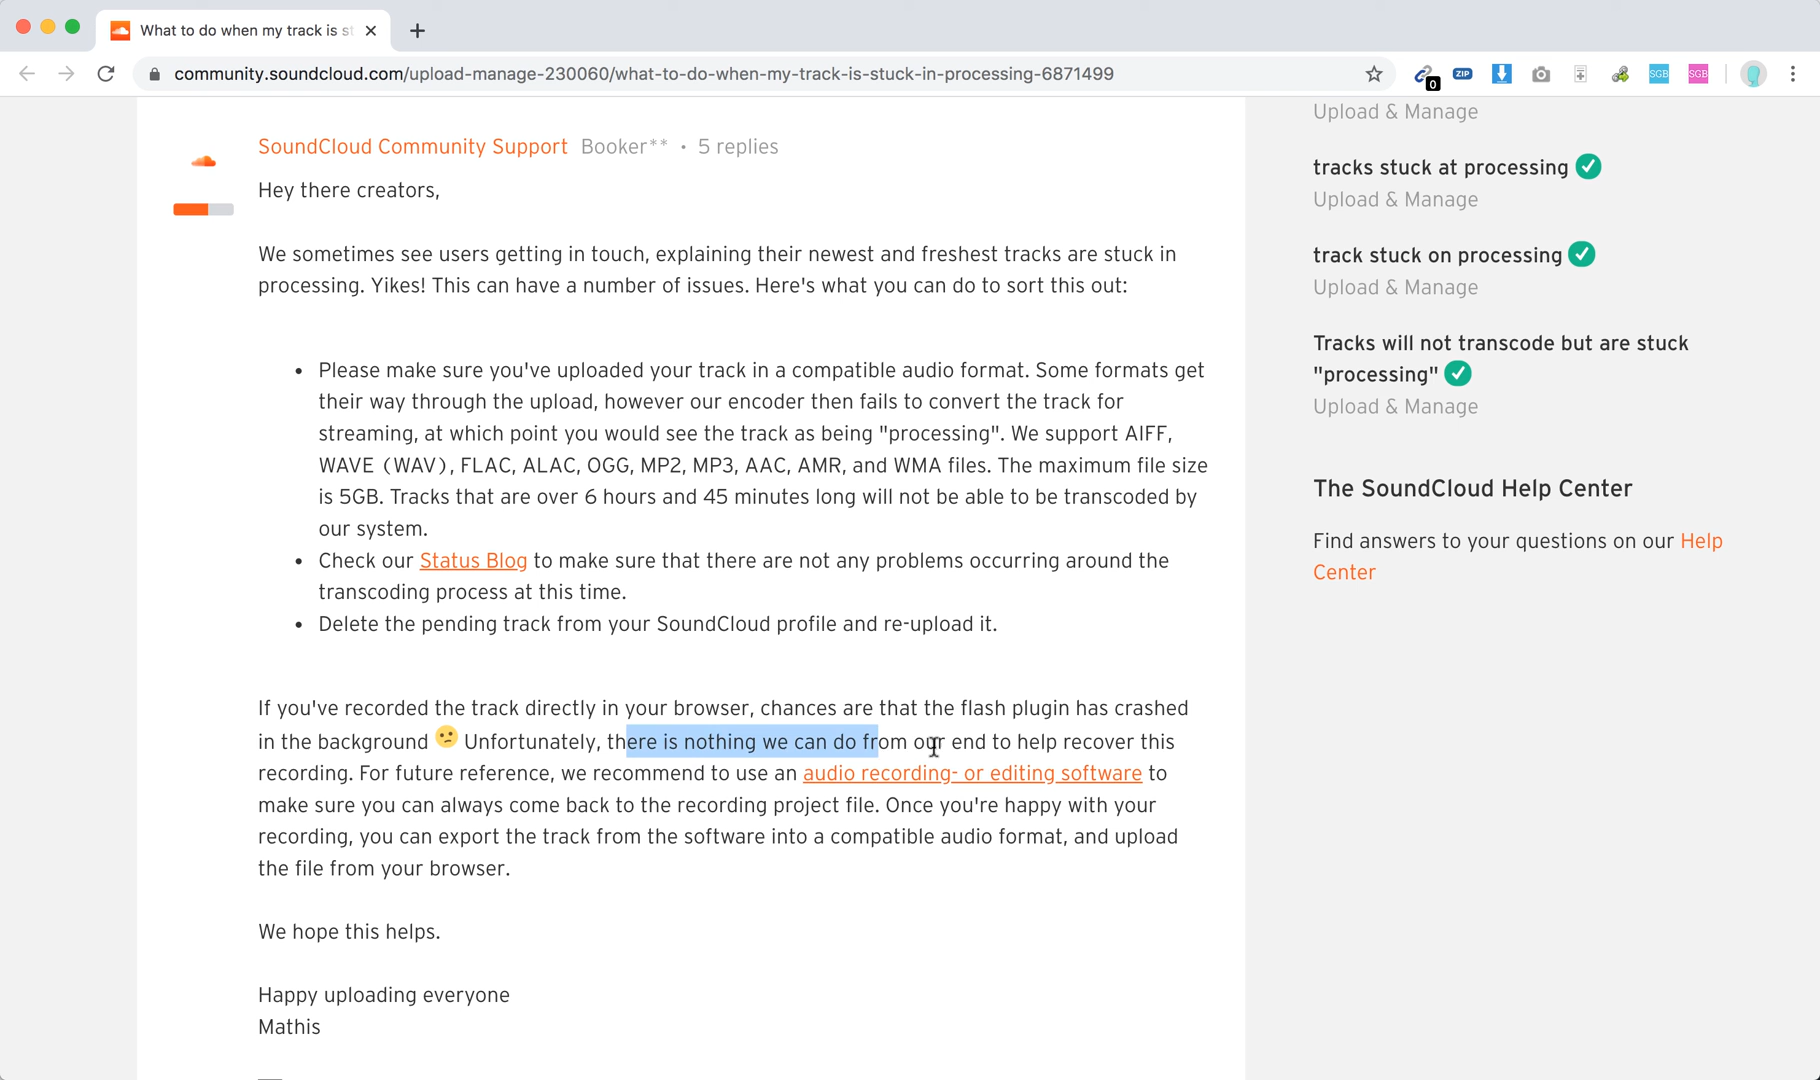 What to do when my track is st
community.soundcloud.com/upload-manage-230060/what-to-do-when-my-track-is-stuck-in-processing-6871499
0
ZIP
SGB
SGB
SoundCloud Community Support Booker** • 5 replies
Hey there creators,
We sometimes see users getting in touch, explaining their newest and freshest tracks are stuck in
processing. Yikes! This can have a number of issues. Here's what you can do to sort this out:
• Please make sure you've uploaded your track in a compatible audio format. Some formats get
their way through the upload, however our encoder then fails to convert the track for
streaming, at which point you would see the track as being "processing". We support AIFF,
WAVE (WAV), FLAC, ALAC, OGG, MP2, MP3, AAC, AMR, and WMA files. The maximum file size
is 5GB. Tracks that are over 6 hours and 45 minutes long will not be able to be transcoded by
our system.
• Check our Status Blog to make sure that there are not any problems occurring around the
transcoding process at this time.
• Delete the pending track from your SoundCloud profile and re-upload it.
If you've recorded the track directly in your browser, chances are that the flash plugin has crashed
in the background 😕 Unfortunately, there is nothing we can do from our end to help recover this
recording. For future reference, we recommend to use an audio recording- or editing software to
make sure you can always come back to the recording project file. Once you're happy with your
recording, you can export the track from the software into a compatible audio format, and upload
the file from your browser.
We hope this helps.
Happy uploading everyone
Mathis
Upload & Manage
tracks stuck at processing
Upload & Manage
track stuck on processing
Upload & Manage
Tracks will not transcode but are stuck
"processing"
Upload & Manage
The SoundCloud Help Center
Find answers to your questions on our Help
Center